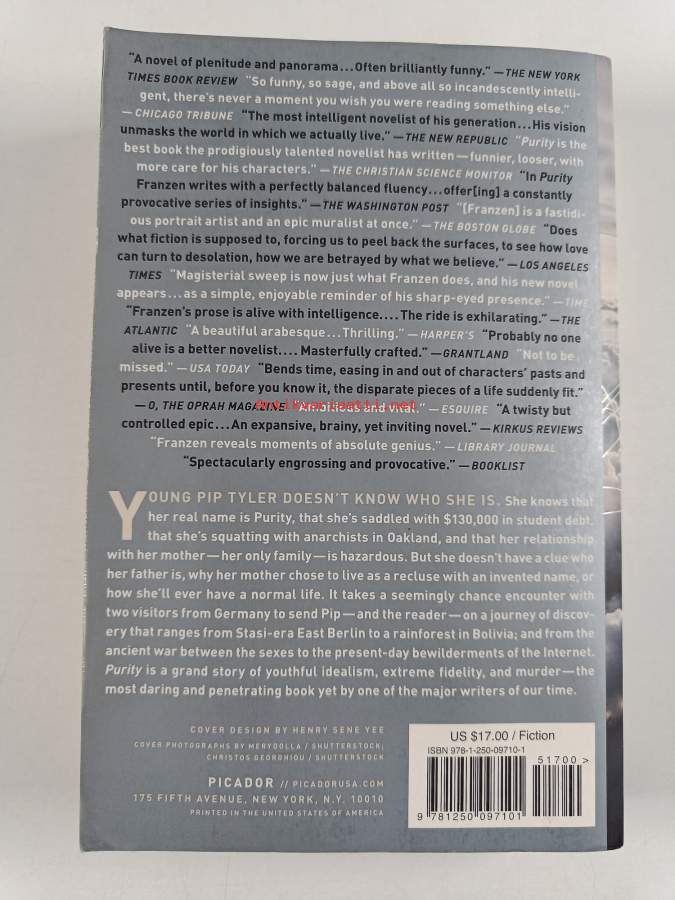 “A novel of plenitude and panorama...Often brilliantly funny.” —THE NEW YORK
TIMES BOOK REVIEW “So funny, so sage, and above all so incandescently intelli-
gent, there’s never a moment you wish you were reading something else.”
—CHICAGO TRIBUNE “The most intelligent novelist of his generation...His vision
unmasks the world in which we actually live.” —THE NEW REPUBLIC “Purity is the
best book the prodigiously talented novelist has written—funnier, looser, with
more care for his characters.” —THE CHRISTIAN SCIENCE MONITOR “In Purity
Franzen writes with a perfectly balanced fluency...offer[ing] a constantly
provocative series of insights.” —THE WASHINGTON POST “[Franzen] is a fastidi-
ous portrait artist and an epic muralist at once.” —THE BOSTON GLOBE “Does
what fiction is supposed to, forcing us to peel back the surfaces, to see how love
can turn to desolation, how we are betrayed by what we believe.” —LOS ANGELES
TIMES “Magisterial sweep is now just what Franzen does, and his new novel
appears...as a simple, enjoyable reminder of his sharp-eyed presence.” —TIME
“Franzen’s prose is alive with intelligence.... The ride is exhilarating.” —THE
ATLANTIC “A beautiful arabesque...Thrilling.” —HARPER’S “Probably no one
alive is a better novelist.... Masterfully crafted.” —GRANTLAND “Not to be
missed.” —USA TODAY “Bends time, easing in and out of characters’ pasts and
presents until, before you know it, the disparate pieces of a life suddenly fit.”
—O, THE OPRAH MAGAZINE “Ambitious and vital.” —ESQUIRE “A twisty but
Antikvariaatti.net
controlled epic...An expansive, brainy, yet inviting novel.” —KIRKUS REVIEWS
“Franzen reveals moments of absolute genius.” —LIBRARY JOURNAL
“Spectacularly engrossing and provocative.” —BOOKLIST
YOUNG PIP TYLER DOESN’T KNOW WHO SHE IS. She knows that
her real name is Purity, that she’s saddled with $130,000 in student debt,
that she’s squatting with anarchists in Oakland, and that her relationship
with her mother—her only family—is hazardous. But she doesn’t have a clue who
her father is, why her mother chose to live as a recluse with an invented name, or
how she’ll ever have a normal life. It takes a seemingly chance encounter with
two visitors from Germany to send Pip—and the reader—on a journey of discov-
ery that ranges from Stasi-era East Berlin to a rainforest in Bolivia; and from the
ancient war between the sexes to the present-day bewilderments of the Internet.
Purity is a grand story of youthful idealism, extreme fidelity, and murder—the
most daring and penetrating book yet by one of the major writers of our time.
COVER DESIGN BY HENRY SENE YEE
COVER PHOTOGRAPHS BY MERYDOLLA / SHUTTERSTOCK;
CHRISTOS GEORGHIOU / SHUTTERSTOCK
PICADOR // PICADORUSA.COM
175 FIFTH AVENUE, NEW YORK, N.Y. 10010
PRINTED IN THE UNITED STATES OF AMERICA
US $17.00 / Fiction
ISBN 978-1-250-09710-1
51700 >
9 781250 097101